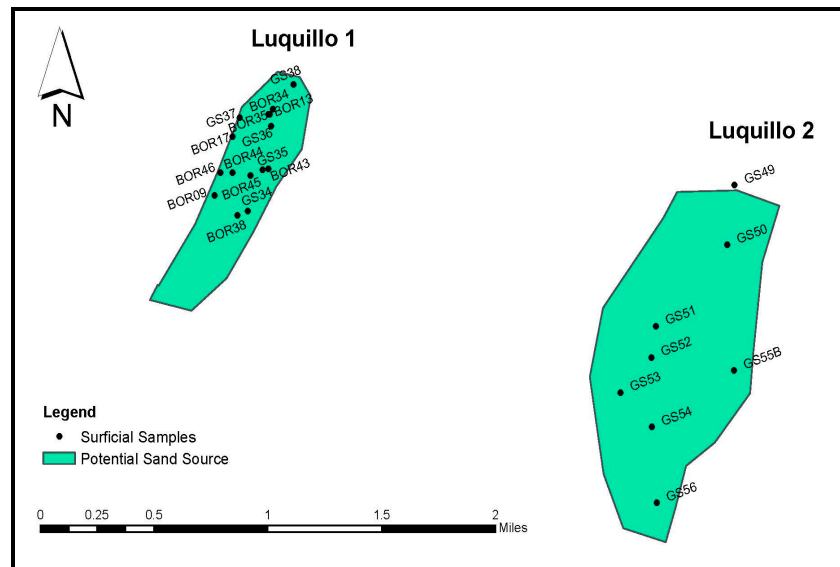 Luquillo 1
N
GS38
BOR34
BOR13
BOR35
GS37
GS36
BOR17
GS35
BOR44
BOR46
BOR43
BOR45
BOR09
GS34
BOR38
Luquillo 2
GS49
GS50
GS51
GS52
GS55B
GS53
GS54
GS56
Legend
Surficial Samples
Potential Sand Source
0 0.25 0.5 1 1.5 2
Miles